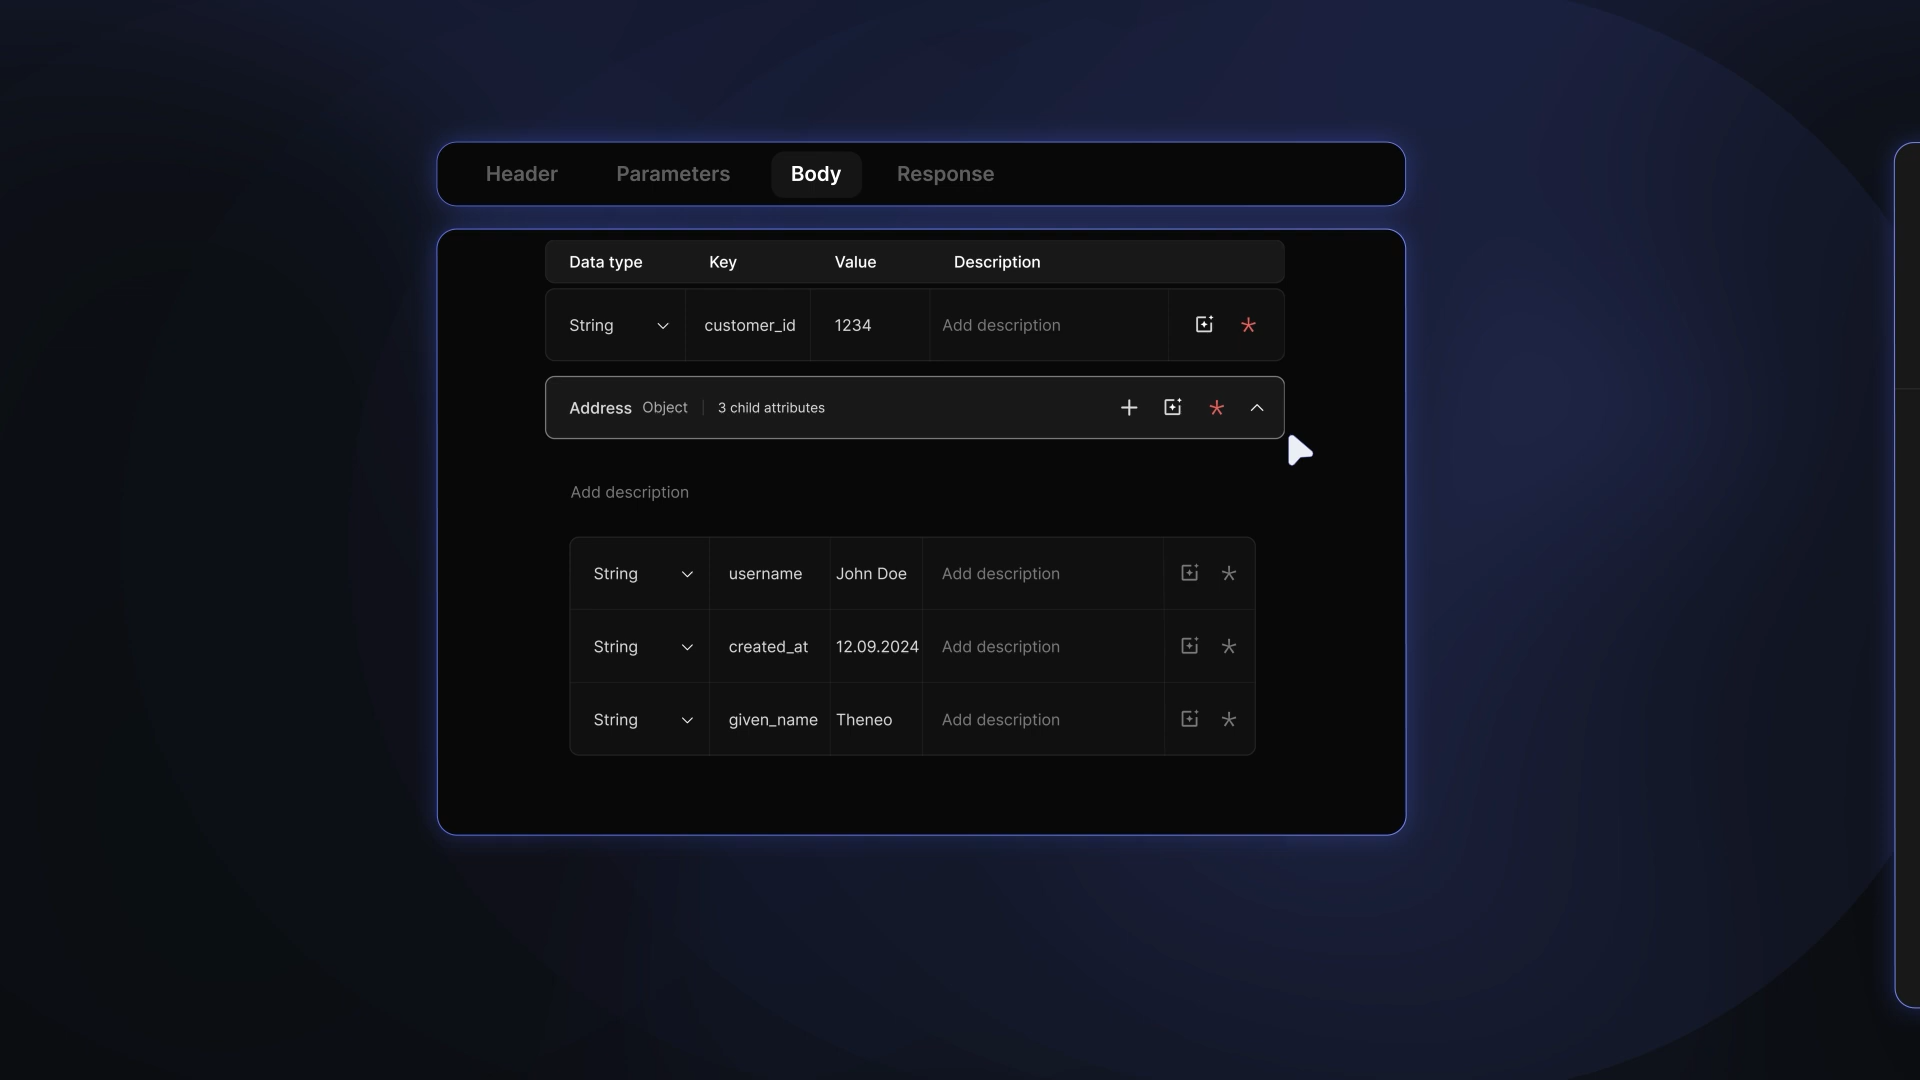 Header Parameters Body Response
Data type Key Value Description
String customer_id 1234 Add description
Address Object 3 child attributes
Add description
String username John Doe Add description
String created_at 12.09.2024 Add description
String given_name Theneo Add description